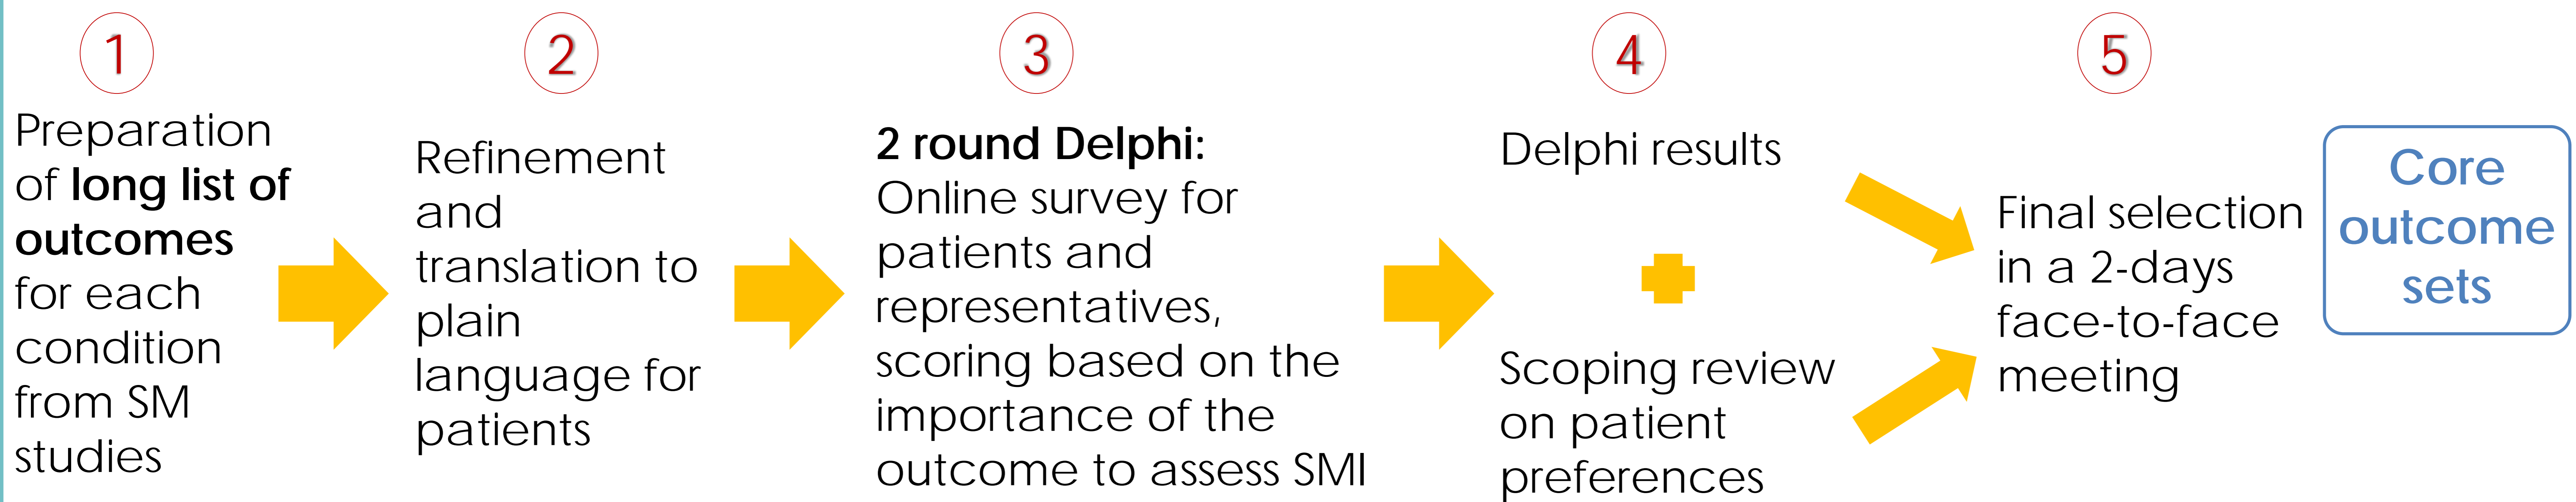 1
Preparation
of long list of
outcomes
for each
condition
from SM
studies
2
Refinement
and
translation to
plain
language for
patients
3
2 round Delphi:
Online survey for
patients and
representatives,
scoring based on the
importance of the
outcome to assess SMI
4
Delphi results
Scoping review
on patient
preferences
5
Final selection
in a 2-days
face-to-face
meeting
Core
outcome
sets